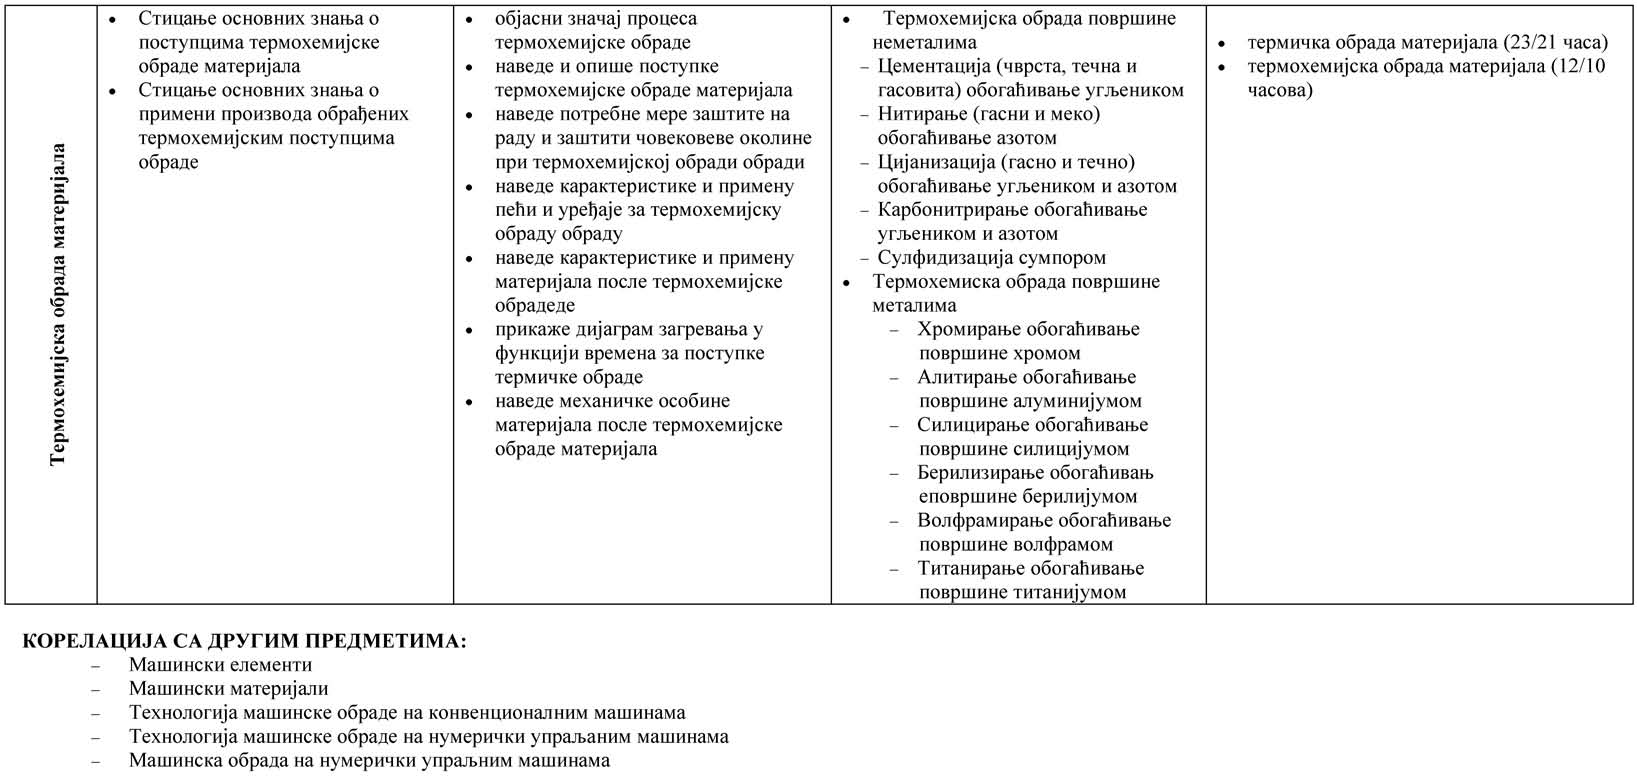 Термохемијска обрада материјала
• Стицање основних знања о
поступцима термохемијске
обраде материјала
• Стицање основних знања о
примени производа обрађених
термохемијским поступцима
обраде
• објасни значај процеса
термохемијске обраде
• наведе и опише поступке
термохемијске обраде материјала
• наведе потребне мере заштите на
раду и заштити човековеве околине
при термохемијској обради обради
• наведе карактеристике и примену
пећи и уређаје за термохемијску
обраду обраду
• наведе карактеристике и примену
материјала после термохемијске
обрадеде
• прикаже дијаграм загревања у
функцији времена за поступке
термичке обраде
• наведе механичке особине
материјала после термохемијске
обраде материјала
• Термохемијска обрада површине
неметалима
– Цементација (чврста, течна и
гасовита) обогаћивање угљеником
– Нитирање (гасни и меко)
обогаћивање азотом
– Цијанизација (гасно и течно)
обогаћивање угљеником и азотом
– Карбонитрирање обогаћивање
угљеником и азотом
– Сулфидизација сумпором
• Термохемиска обрада површине
металима
– Хромирање обогаћивање
површине хромом
– Алитирање обогаћивање
површине алуминијумом
– Силицирање обогаћивање
површине силицијумом
– Берилизирање обогаћивањ
еповршине берилијумом
– Волфрамирање обогаћивање
површине волфрамом
– Титанирање обогаћивање
површине титанијумом
• термичка обрада материјала (23/21 часа)
• термохемијска обрада материјала (12/10
часова)
КОРЕЛАЦИЈА СА ДРУГИМ ПРЕДМЕТИМА:
– Машински елементи
– Машински материјали
– Технологија машинске обраде на конвенционалним машинама
– Технологија машинске обраде на нумерички упраљаним машинама
– Машинска обрада на нумерички упраљним машинама